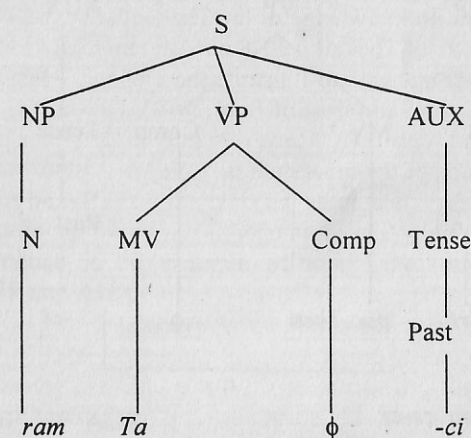 S
NP VP AUX
N MV Comp Tense
Past
ram Ta ϕ -ci